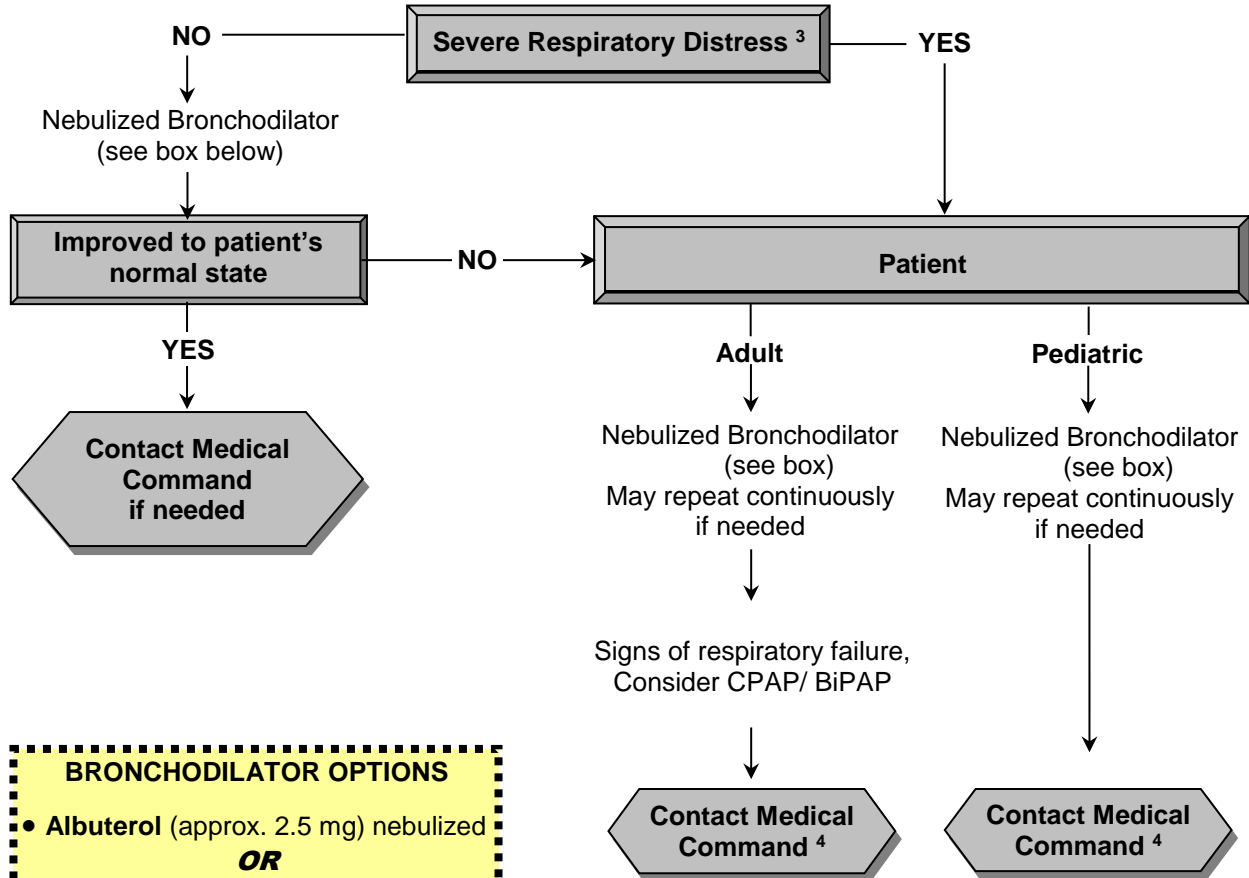 Severe Respiratory Distress 3
NO
YES
Nebulized Bronchodilator
(see box below)
Improved to patient’s
normal state
NO
Patient
YES
Adult
Pediatric
Contact Medical
Command
if needed
Nebulized Bronchodilator
(see box)
May repeat continuously
if needed
Nebulized Bronchodilator
(see box)
May repeat continuously
if needed
Signs of respiratory failure,
Consider CPAP/ BiPAP
Contact Medical
Command 4
Contact Medical
Command 4
BRONCHODILATOR OPTIONS
• Albuterol (approx. 2.5 mg) nebulized
OR